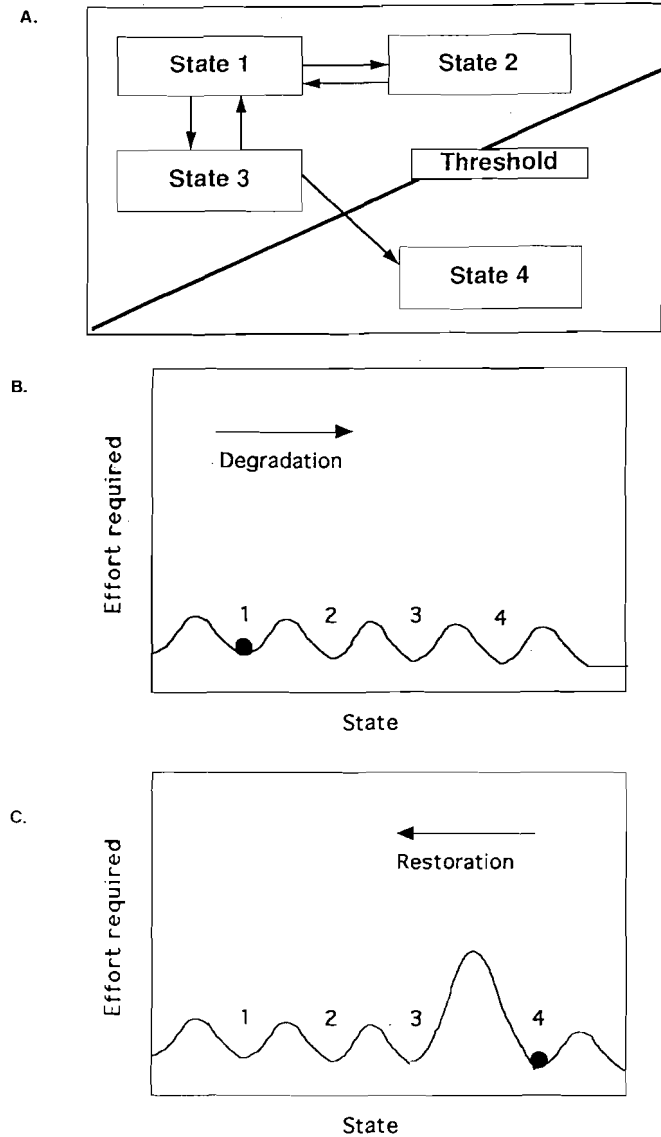 A.
State 1
State 2
Threshold
State 3
State 4
B.
Effort required
Degradation
1 2 3 4
State
C.
Effort required
Restoration
1 2 3 4
State